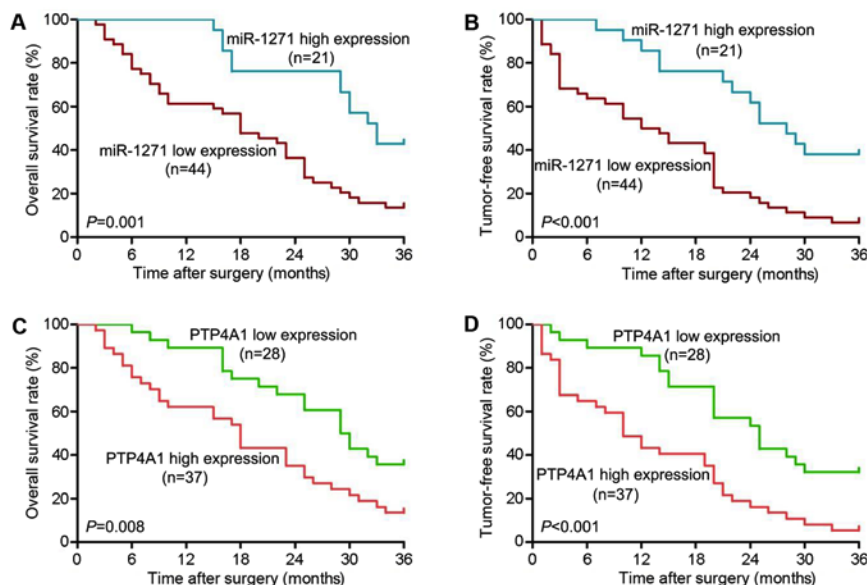 A
Overall survival rate (%)
100
80
60
40
20
0
miR-1271 high expression
(n=21)
miR-1271 low expression
(n=44)
P=0.001
0 6 12 18 24 30 36
Time after surgery (months)
B
Tumor-free survival rate (%)
100
80
60
40
20
0
miR-1271 high expression
(n=21)
miR-1271 low expression
(n=44)
P<0.001
0 6 12 18 24 30 36
Time after surgery (months)
C
Overall survival rate (%)
100
80
60
40
20
0
PTP4A1 low expression
(n=28)
PTP4A1 high expression
(n=37)
P=0.008
0 6 12 18 24 30 36
Time after surgery (months)
D
Tumor-free survival rate (%)
100
80
60
40
20
0
PTP4A1 low expression
(n=28)
PTP4A1 high expression
(n=37)
P<0.001
0 6 12 18 24 30 36
Time after surgery (months)